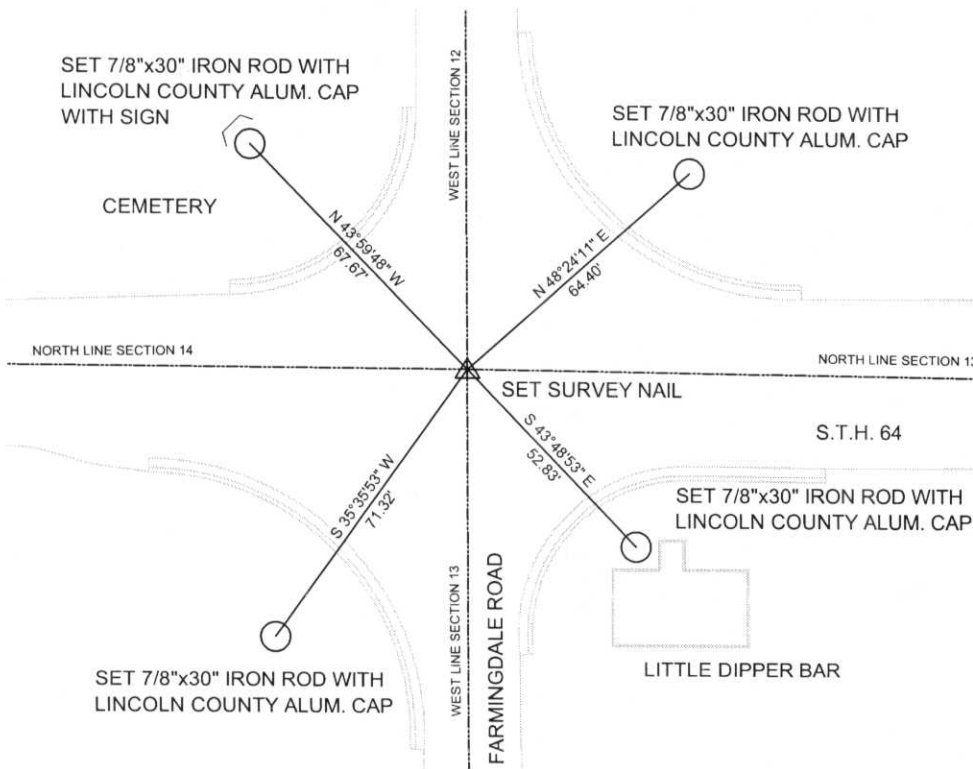 SET 7/8"x30" IRON ROD WITH
LINCOLN COUNTY ALUM. CAP
WITH SIGN
WEST LINE SECTION 12
SET 7/8"x30" IRON ROD WITH
LINCOLN COUNTY ALUM. CAP
CEMETERY
N 43°59'48" W
67.67'
N 48°24'11" E
64.40'
NORTH LINE SECTION 14
NORTH LINE SECTION 13
SET SURVEY NAIL
S.T.H. 64
S 43°48'53" E
52.83'
S 35°35'53" W
71.32'
SET 7/8"x30" IRON ROD WITH
LINCOLN COUNTY ALUM. CAP
WEST LINE SECTION 13
FARMINGDALE ROAD
LITTLE DIPPER BAR
SET 7/8"x30" IRON ROD WITH
LINCOLN COUNTY ALUM. CAP